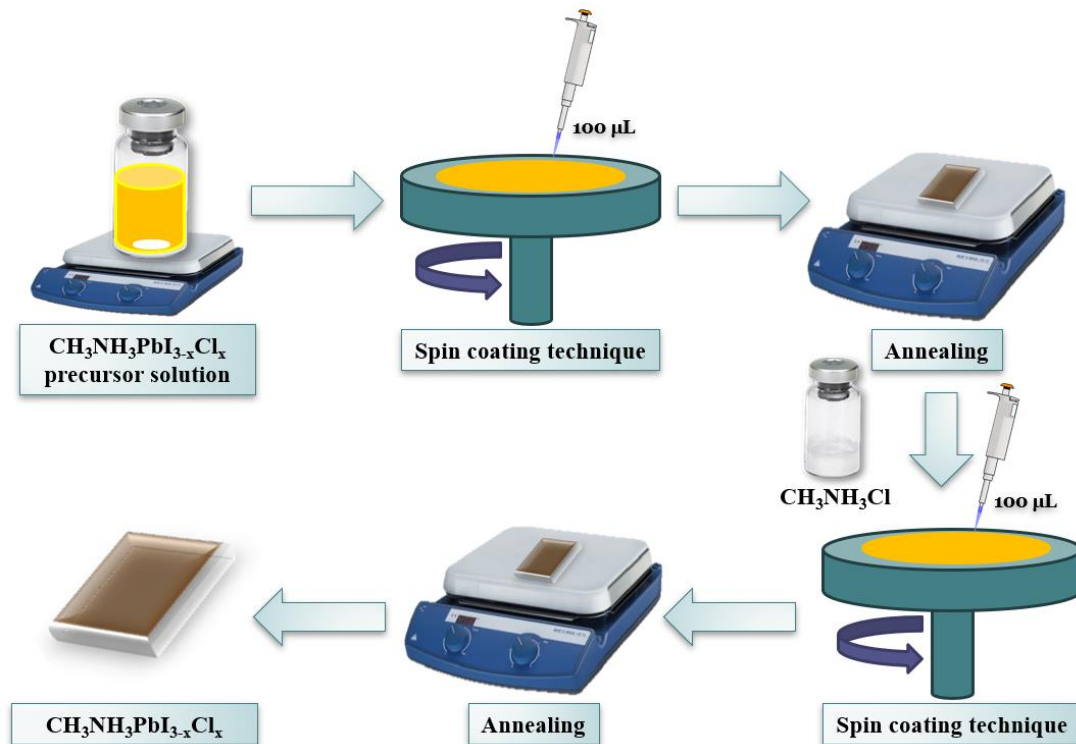 100 µL
CH₃NH₃PbI₃₋ₓClₓ
precursor solution
Spin coating technique
Annealing
CH₃NH₃Cl
100 µL
CH₃NH₃PbI₃₋ₓClₓ
Annealing
Spin coating technique